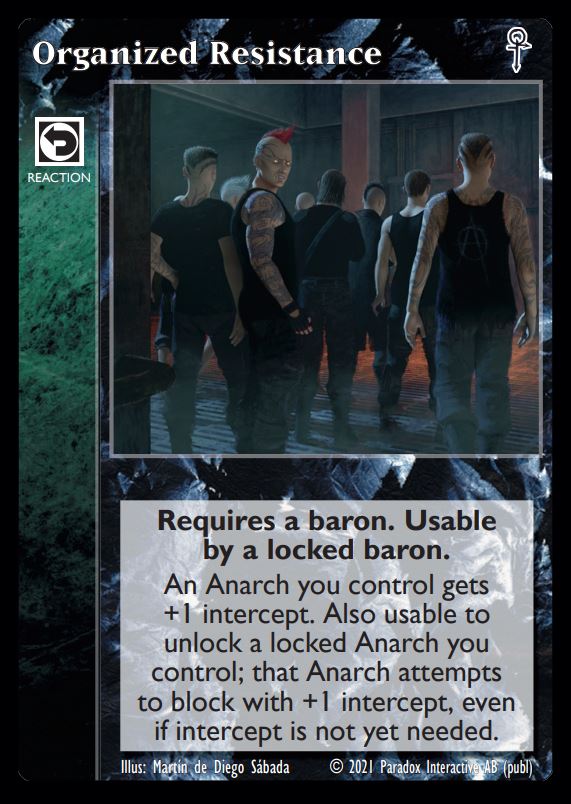 Organized Resistance
REACTION
Requires a baron. Usable
by a locked baron.
An Anarch you control gets
+1 intercept. Also usable to
unlock a locked Anarch you
control; that Anarch attempts
to block with +1 intercept, even
if intercept is not yet needed.
Illus: Martín de Diego Sábada © 2021 Paradox Interactive AB (publ)